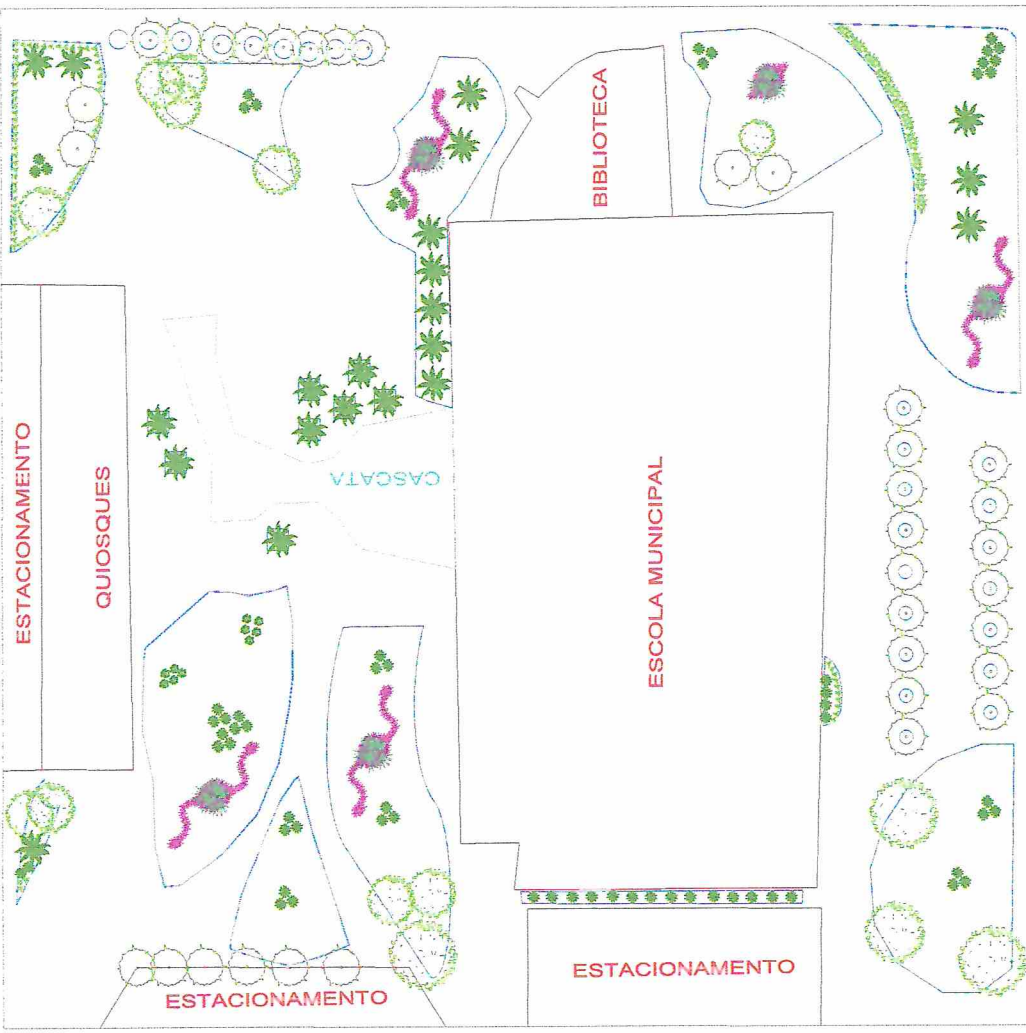 ESTACIONAMENTO
QUIOSQUES
CASCATA
BIBLIOTECA
ESCOLA MUNICIPAL
ESTACIONAMENTO
ESTACIONAMENTO